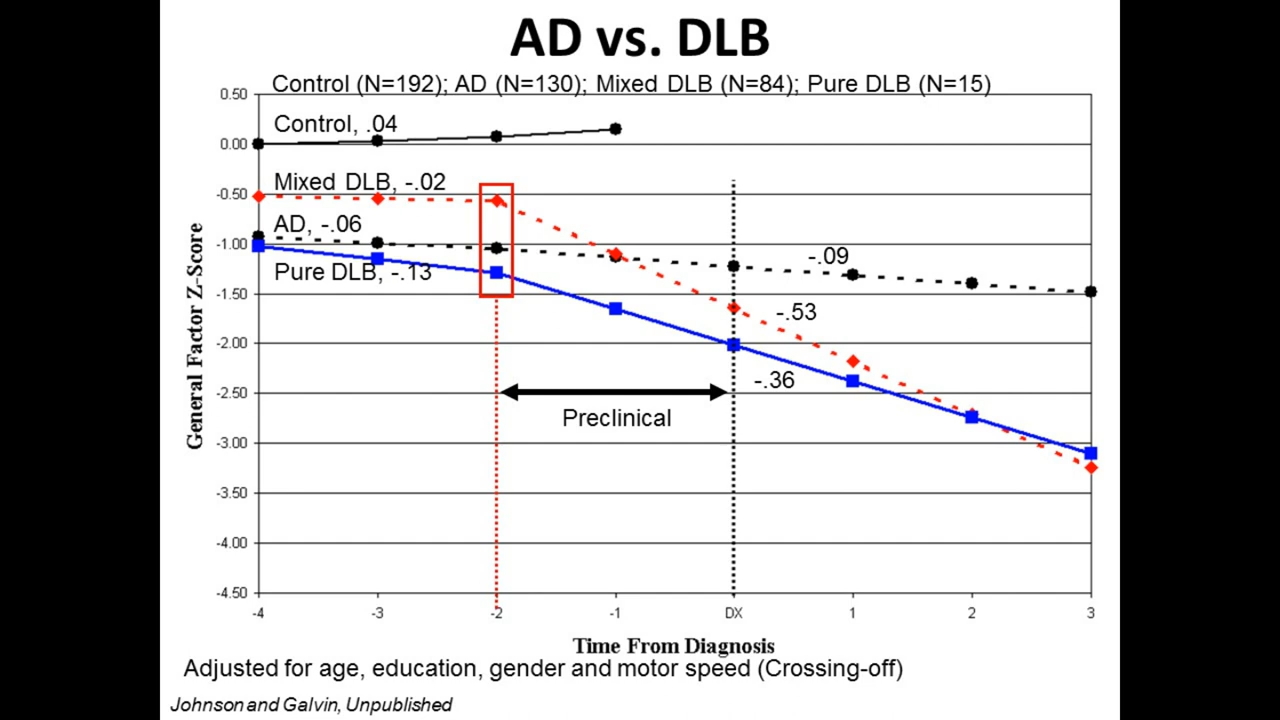 AD vs. DLB
Control (N=192); AD (N=130); Mixed DLB (N=84); Pure DLB (N=15)
0.50
Control, .04
0.00
Mixed DLB, -.02
-0.50
AD, -.06
-1.00
-.09
Pure DLB, -.13
-1.50
-.53
-2.00
-.36
-2.50
Preclinical
-3.00
-3.50
-4.00
-4.50
General Factor Z-Score
-4 -3 -2 -1 DX 1 2 3
Time From Diagnosis
Adjusted for age, education, gender and motor speed (Crossing-off)
Johnson and Galvin, Unpublished